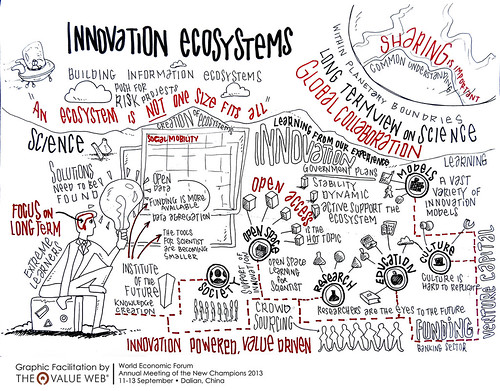 INNOVATION ECOSYSTEMS
BUILDING INFORMATION ECOSYSTEMS
PUSH FOR
RISK PROJECTS
"AN ECOSYSTEM IS NOT ONE SIZE FITS ALL"
CREATION ECOSYSTEMS
SHARING IS IMPORTANT
COMMON UNDERSTANDING
WITHIN PLANETARY BOUNDRIES
LONG TERM VIEW ON SCIENCE
GLOBAL COLLABORATION
SCIENCE
SOCIAL MOBILITY
SOLUTIONS
NEED TO BE
FOUND
FOCUS ON
LONG TERM
EXTREME
LEARNER
OPEN
DATA
FUNDING IS MORE
AVAILABLE
DATA AGREGATION
THE TOOLS
FOR SCIENTIST
ARE BECOMING
SMALLER
INSTITUTE
OF THE
FUTURE
KNOWLEDGE
CREATION
LEARNING FROM OUR EXPERIENCE
INNOVATION
GOVERNMENT PLANS
STABILITY
DYNAMIC
ACTIVE SUPPORT THE
ECOSYSTEM
OPEN ACCESS
IS THE
HOT TOPIC
MODELS
LEARNING
A VAST
VARIETY OF
INNOVATION
MODELS
OPEN SPACE
OPEN SPACE
LEARNING FOR
SCIENTIST
SOCIETY
CROWD
SOURCING
RESEARCH
EDUCATION
CULTURE
CULTURE IS
HARD TO REPLICATE
RESEARCHERS ARE THE EYES TO THE FUTURE
FUNDING
BANKING SECTOR
VENTURE CAPITAL
INNOVATION POWERED, VALUE DRIVEN
Graphic Facilitation by
THE VALUE WEB®
World Economic Forum
Annual Meeting of the New Champions 2013
11-13 September • Dalian, China